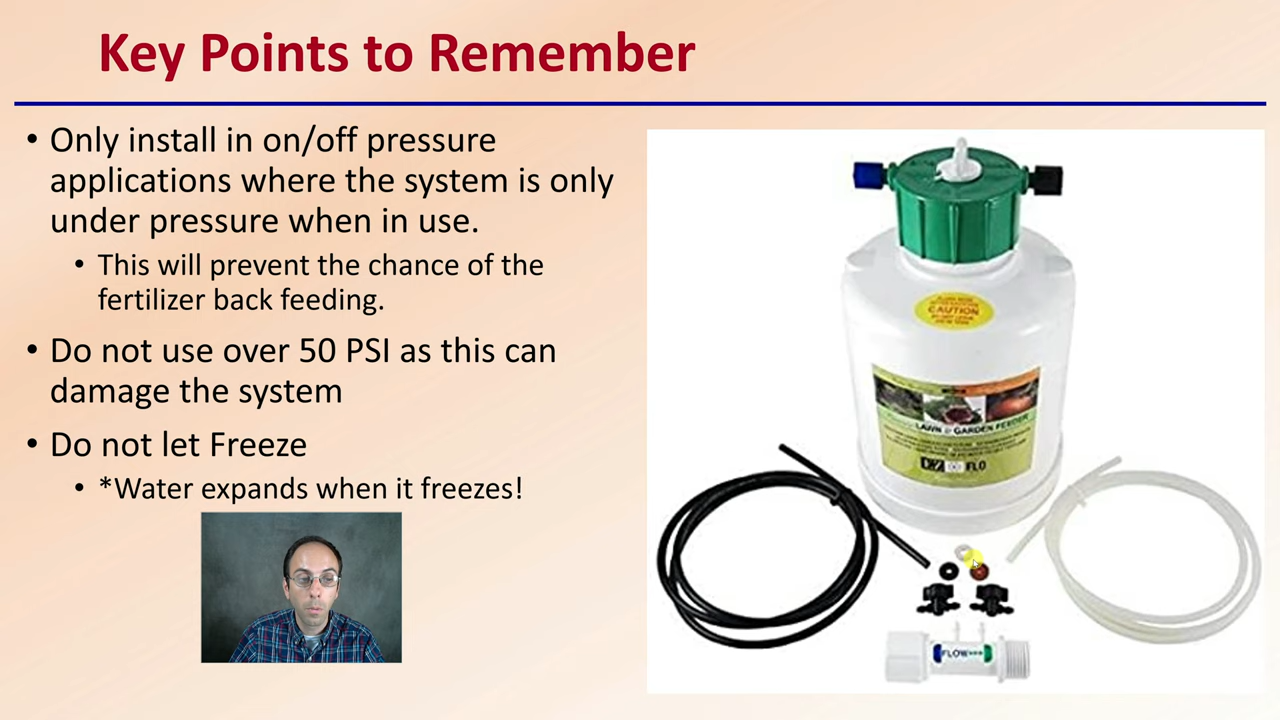 Key Points to Remember
• Only install in on/off pressure
applications where the system is only
under pressure when in use.
• This will prevent the chance of the
fertilizer back feeding.
• Do not use over 50 PSI as this can
damage the system
• Do not let Freeze
• *Water expands when it freezes!
CAUTION
LAWN & GARDEN FEEDER
FLO
FLOW